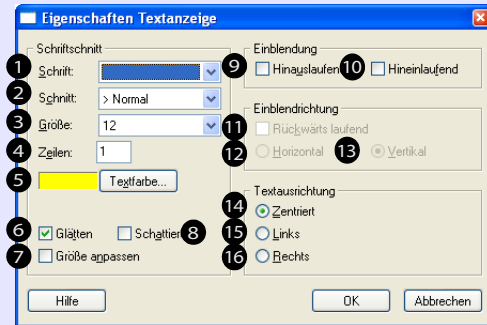 Eigenschaften Textanzeige
Schriftschnitt
1 Schrift:
2 Schnitt: > Normal
3 Größe: 12
4 Zeilen: 1
5 Textfarbe...
6 Glätten 8 Schattiert
7 Größe anpassen
Einblendung
9 Hinauslaufend 10 Hineinlaufend
Einblendrichtung
11 Rückwärts laufend
12 Horizontal 13 Vertikal
Textausrichtung
14 Zentriert
15 Links
16 Rechts
Hilfe OK Abbrechen